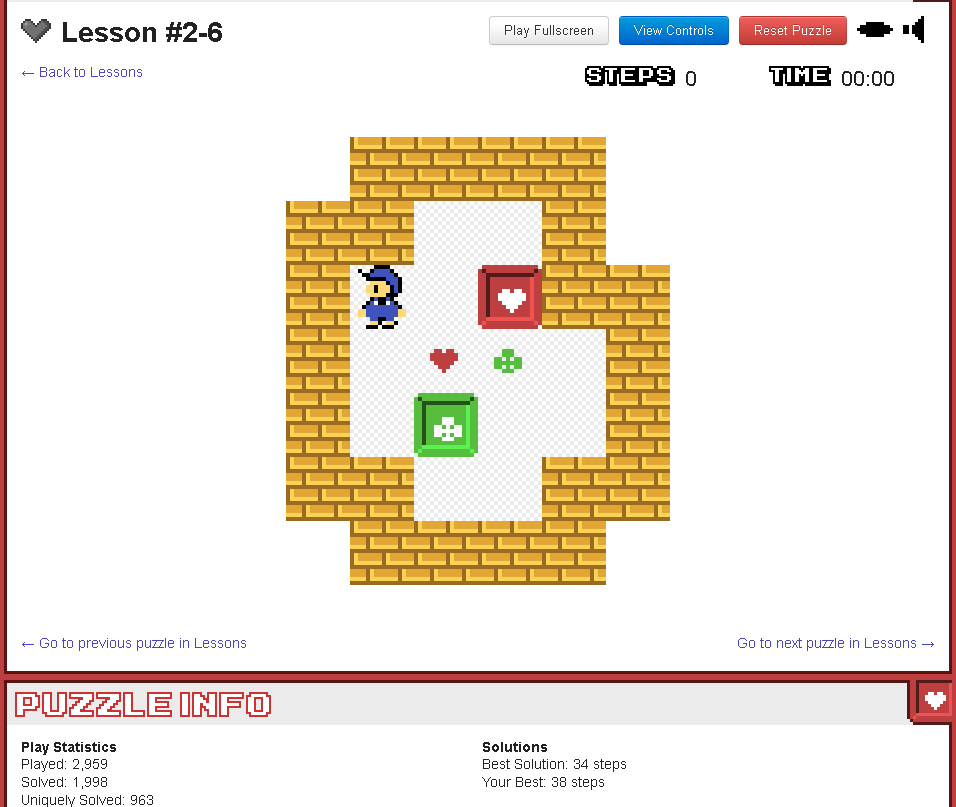 Lesson #2-6
Play Fullscreen
View Controls
Reset Puzzle
← Back to Lessons
STEPS 0
TIME 00:00
← Go to previous puzzle in Lessons
Go to next puzzle in Lessons →
PUZZLE INFO
Play Statistics
Played: 2,959
Solved: 1,998
Uniquely Solved: 963
Solutions
Best Solution: 34 steps
Your Best: 38 steps